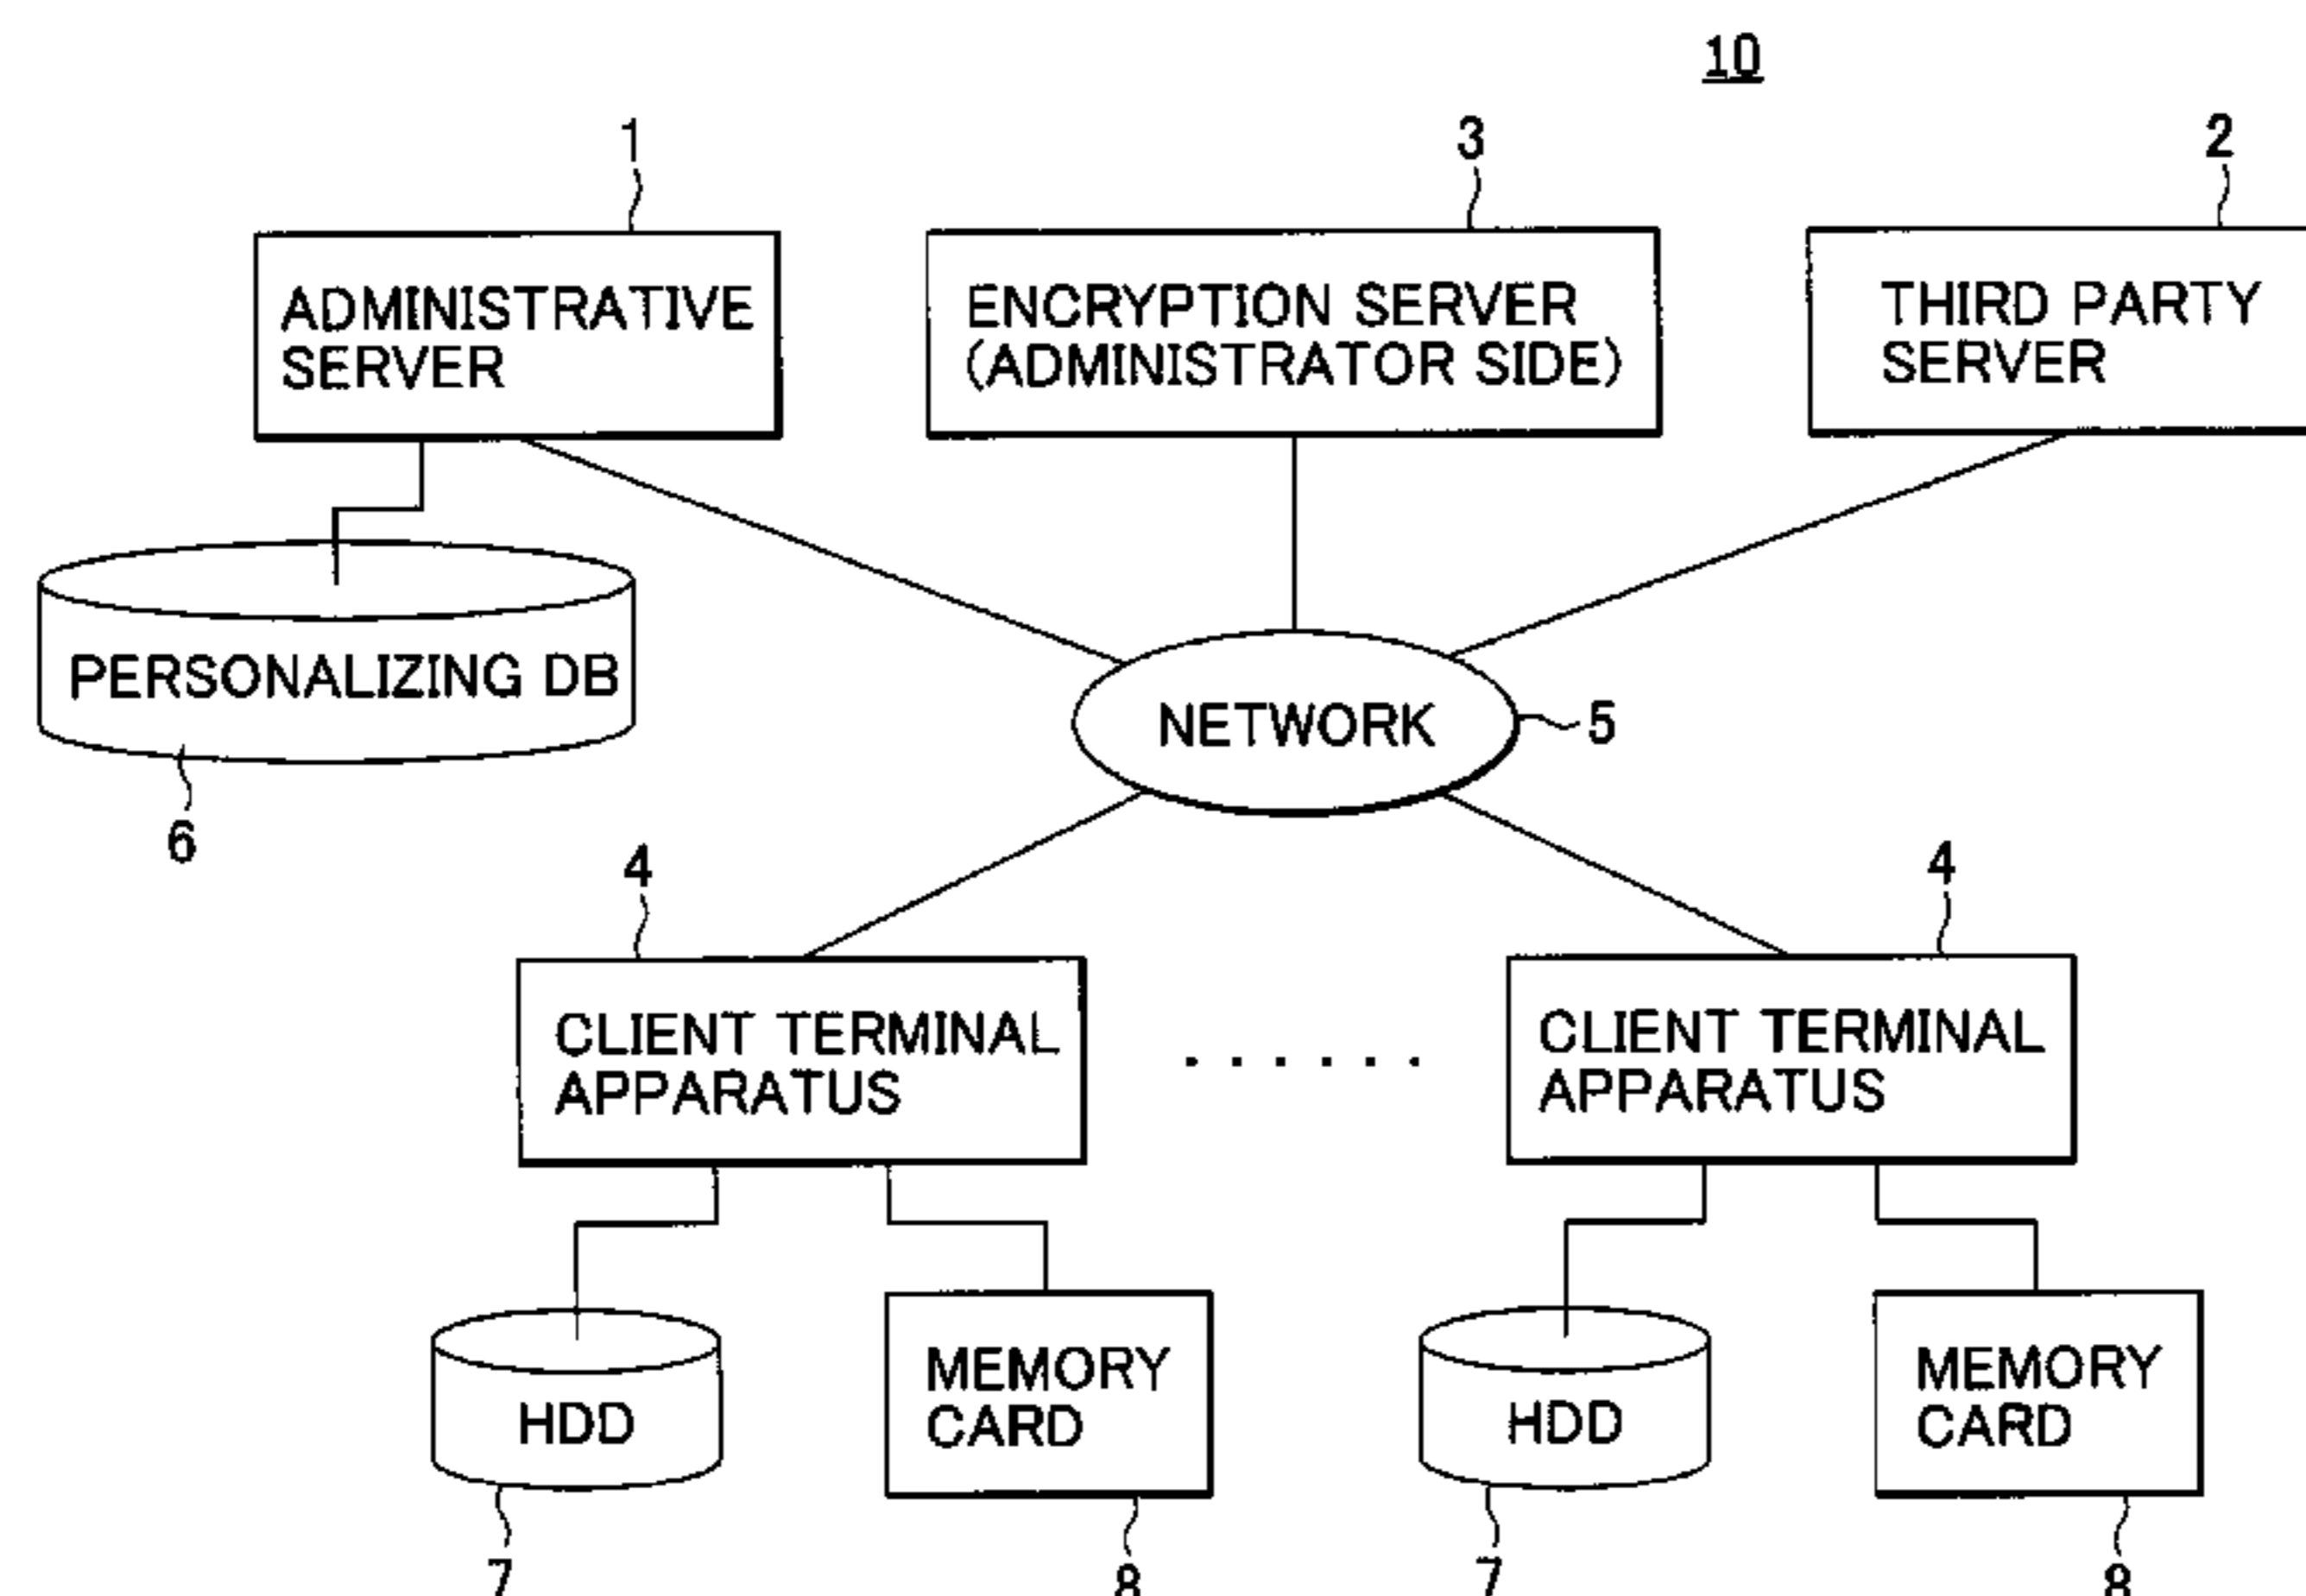 10
1
3
2
ADMINISTRATIVE
SERVER
ENCRYPTION SERVER
(ADMINISTRATOR SIDE)
THIRD PARTY
SERVER
PERSONALIZING DB
NETWORK
5
6
4
4
CLIENT TERMINAL
APPARATUS
......
CLIENT TERMINAL
APPARATUS
HDD
MEMORY
CARD
HDD
MEMORY
CARD
7
8
7
8